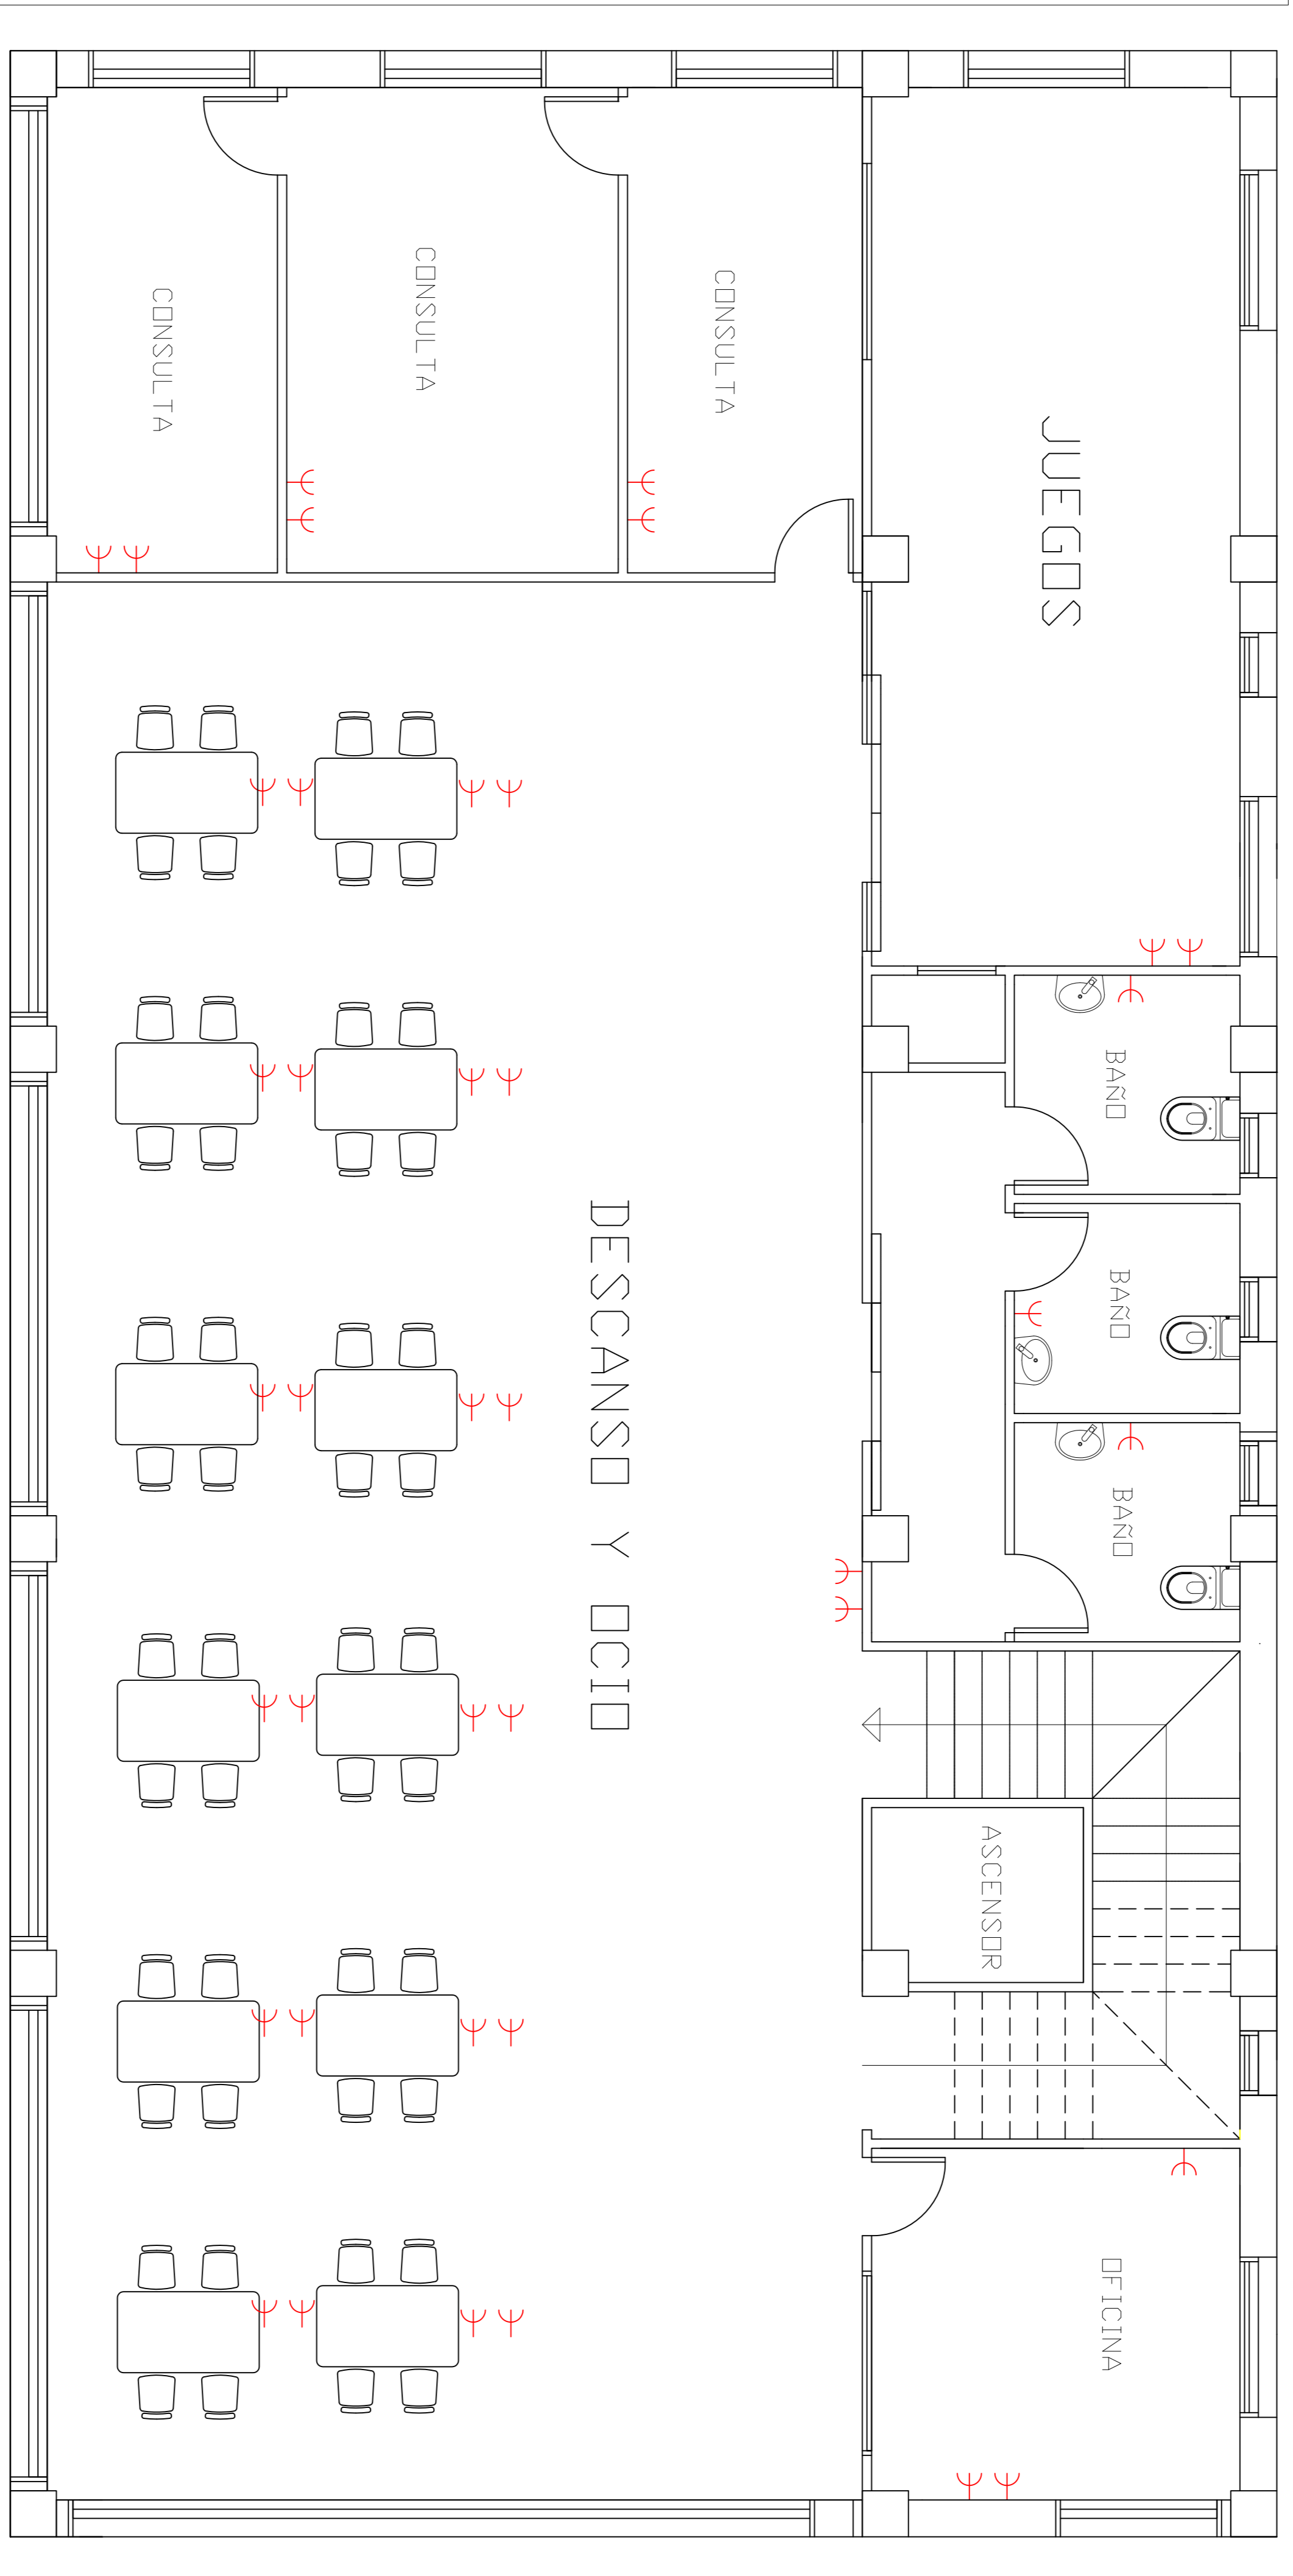 CONSULTA
CONSULTA
CONSULTA
JUEGOS
BAÑO
BAÑO
BAÑO
DESCANSO Y OCIO
ASCENSOR
OFICINA